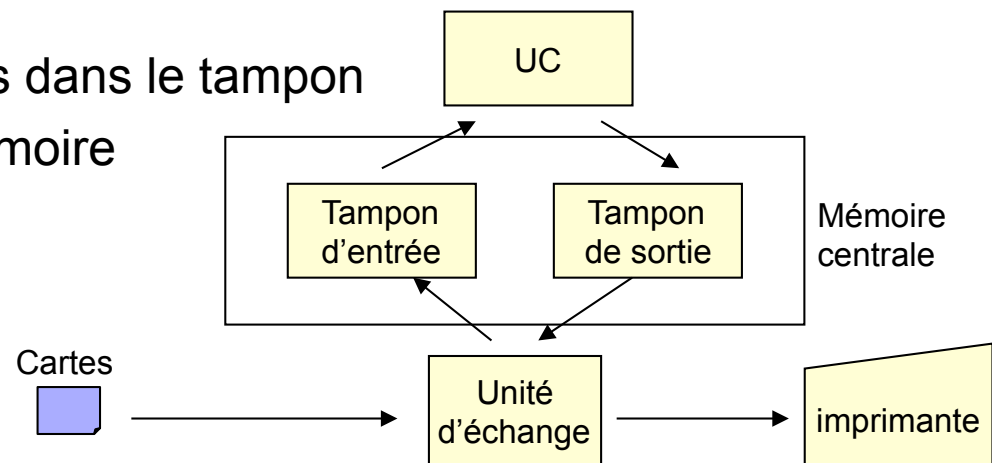 UC
s dans le tampon
moire
Tampon
d’entrée
Tampon
de sortie
Mémoire
centrale
Cartes
Unité
d’échange
imprimante